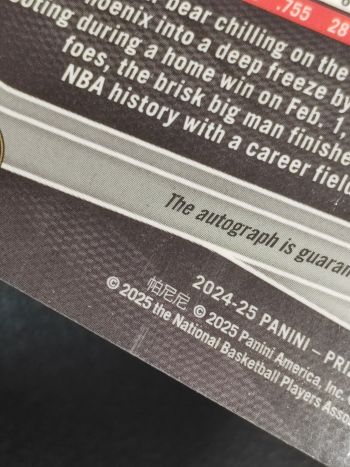 .755 28
bear chilling on the
Phoenix into a deep freeze by
during a home win on Feb. 1,
foes, the brisk big man finishe
NBA history with a career fiel
The autograph is guaran
2024-25 PANINI – PRI
帕尼尼 © 2025 Panini America, Inc.
© 2025 the National Basketball Players Asso